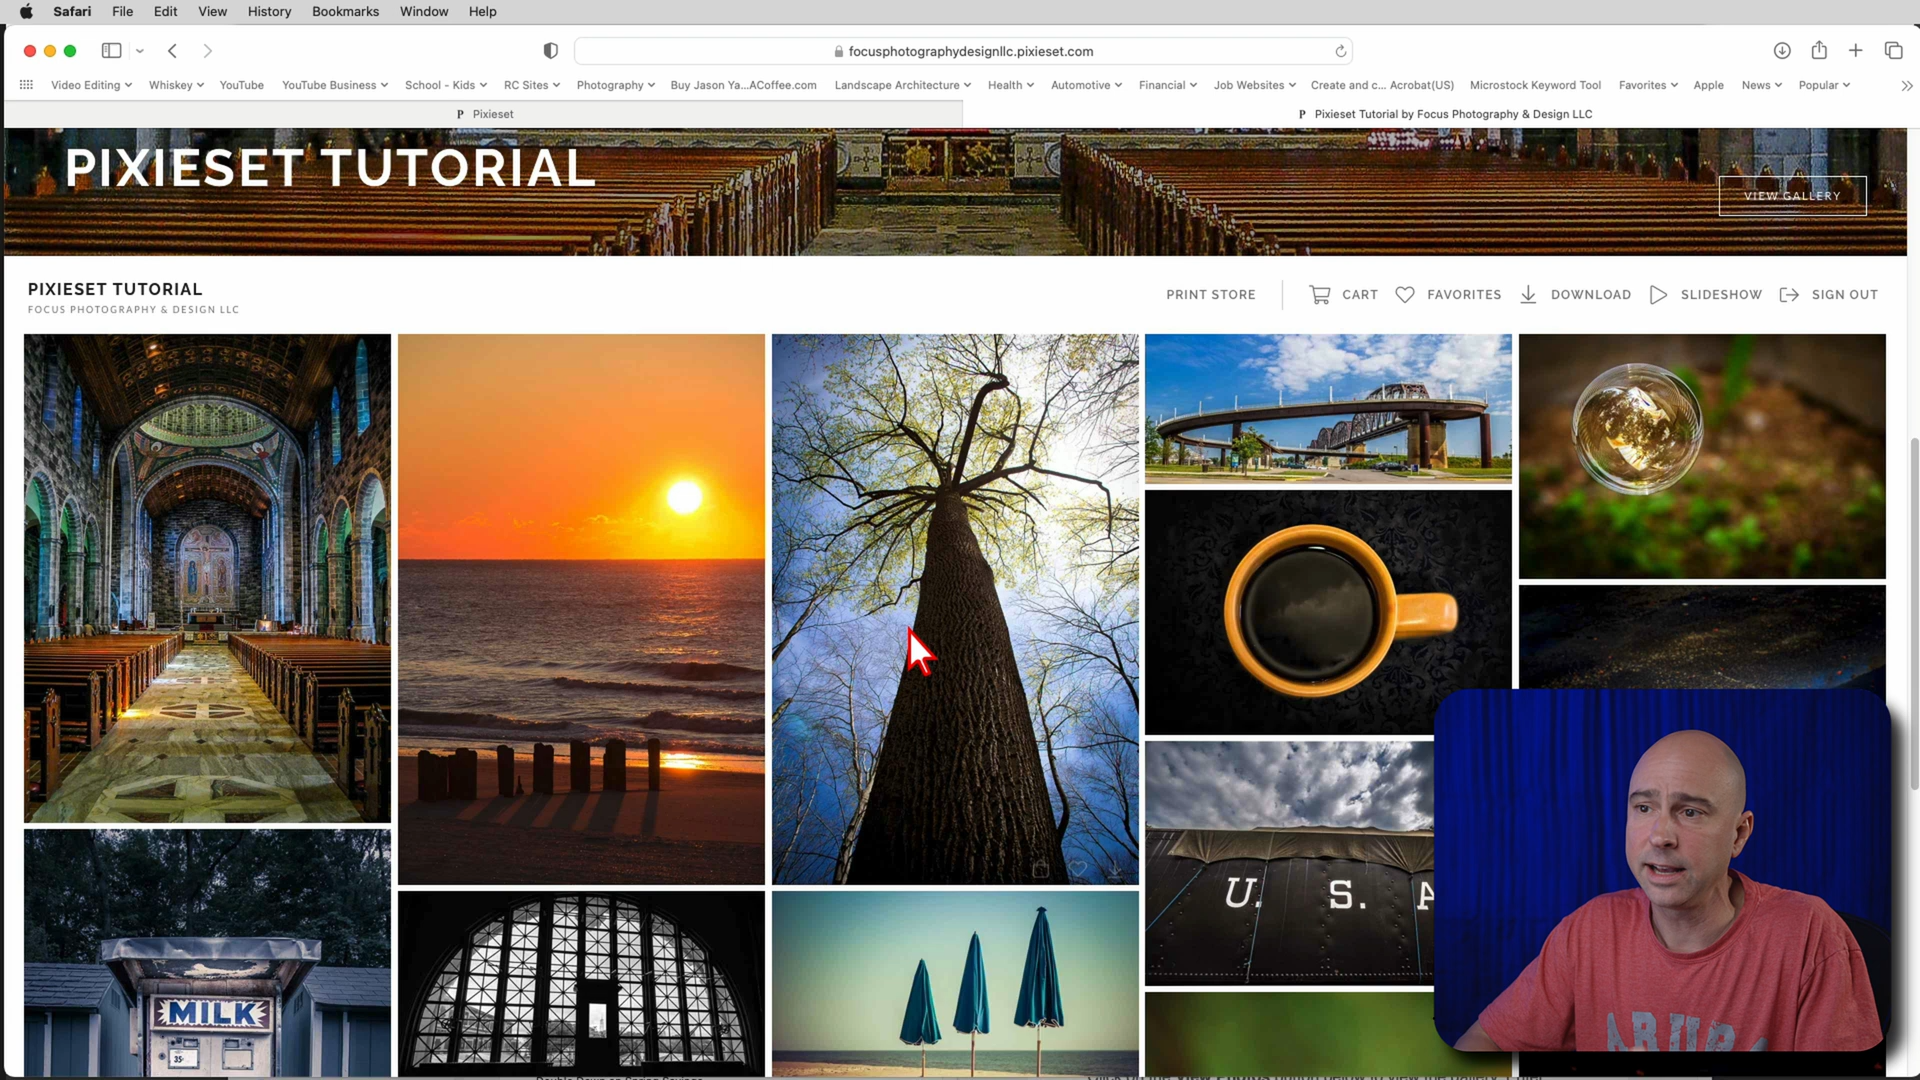 Safari File Edit View History Bookmarks Window Help
focusphotographydesignllc.pixieset.com
Video Editing Whiskey YouTube YouTube Business School - Kids RC Sites Photography Buy Jason Ya...ACoffee.com Landscape Architecture Health Automotive Financial Job Websites Create and c... Acrobat(US) Microstock Keyword Tool Favorites Apple News Popular
P Pixieset
P Pixieset Tutorial by Focus Photography & Design LLC
PIXIESET TUTORIAL
VIEW GALLERY
PIXIESET TUTORIAL
FOCUS PHOTOGRAPHY & DESIGN LLC
PRINT STORE CART FAVORITES DOWNLOAD SLIDESHOW SIGN OUT
U. S. A
MILK
35